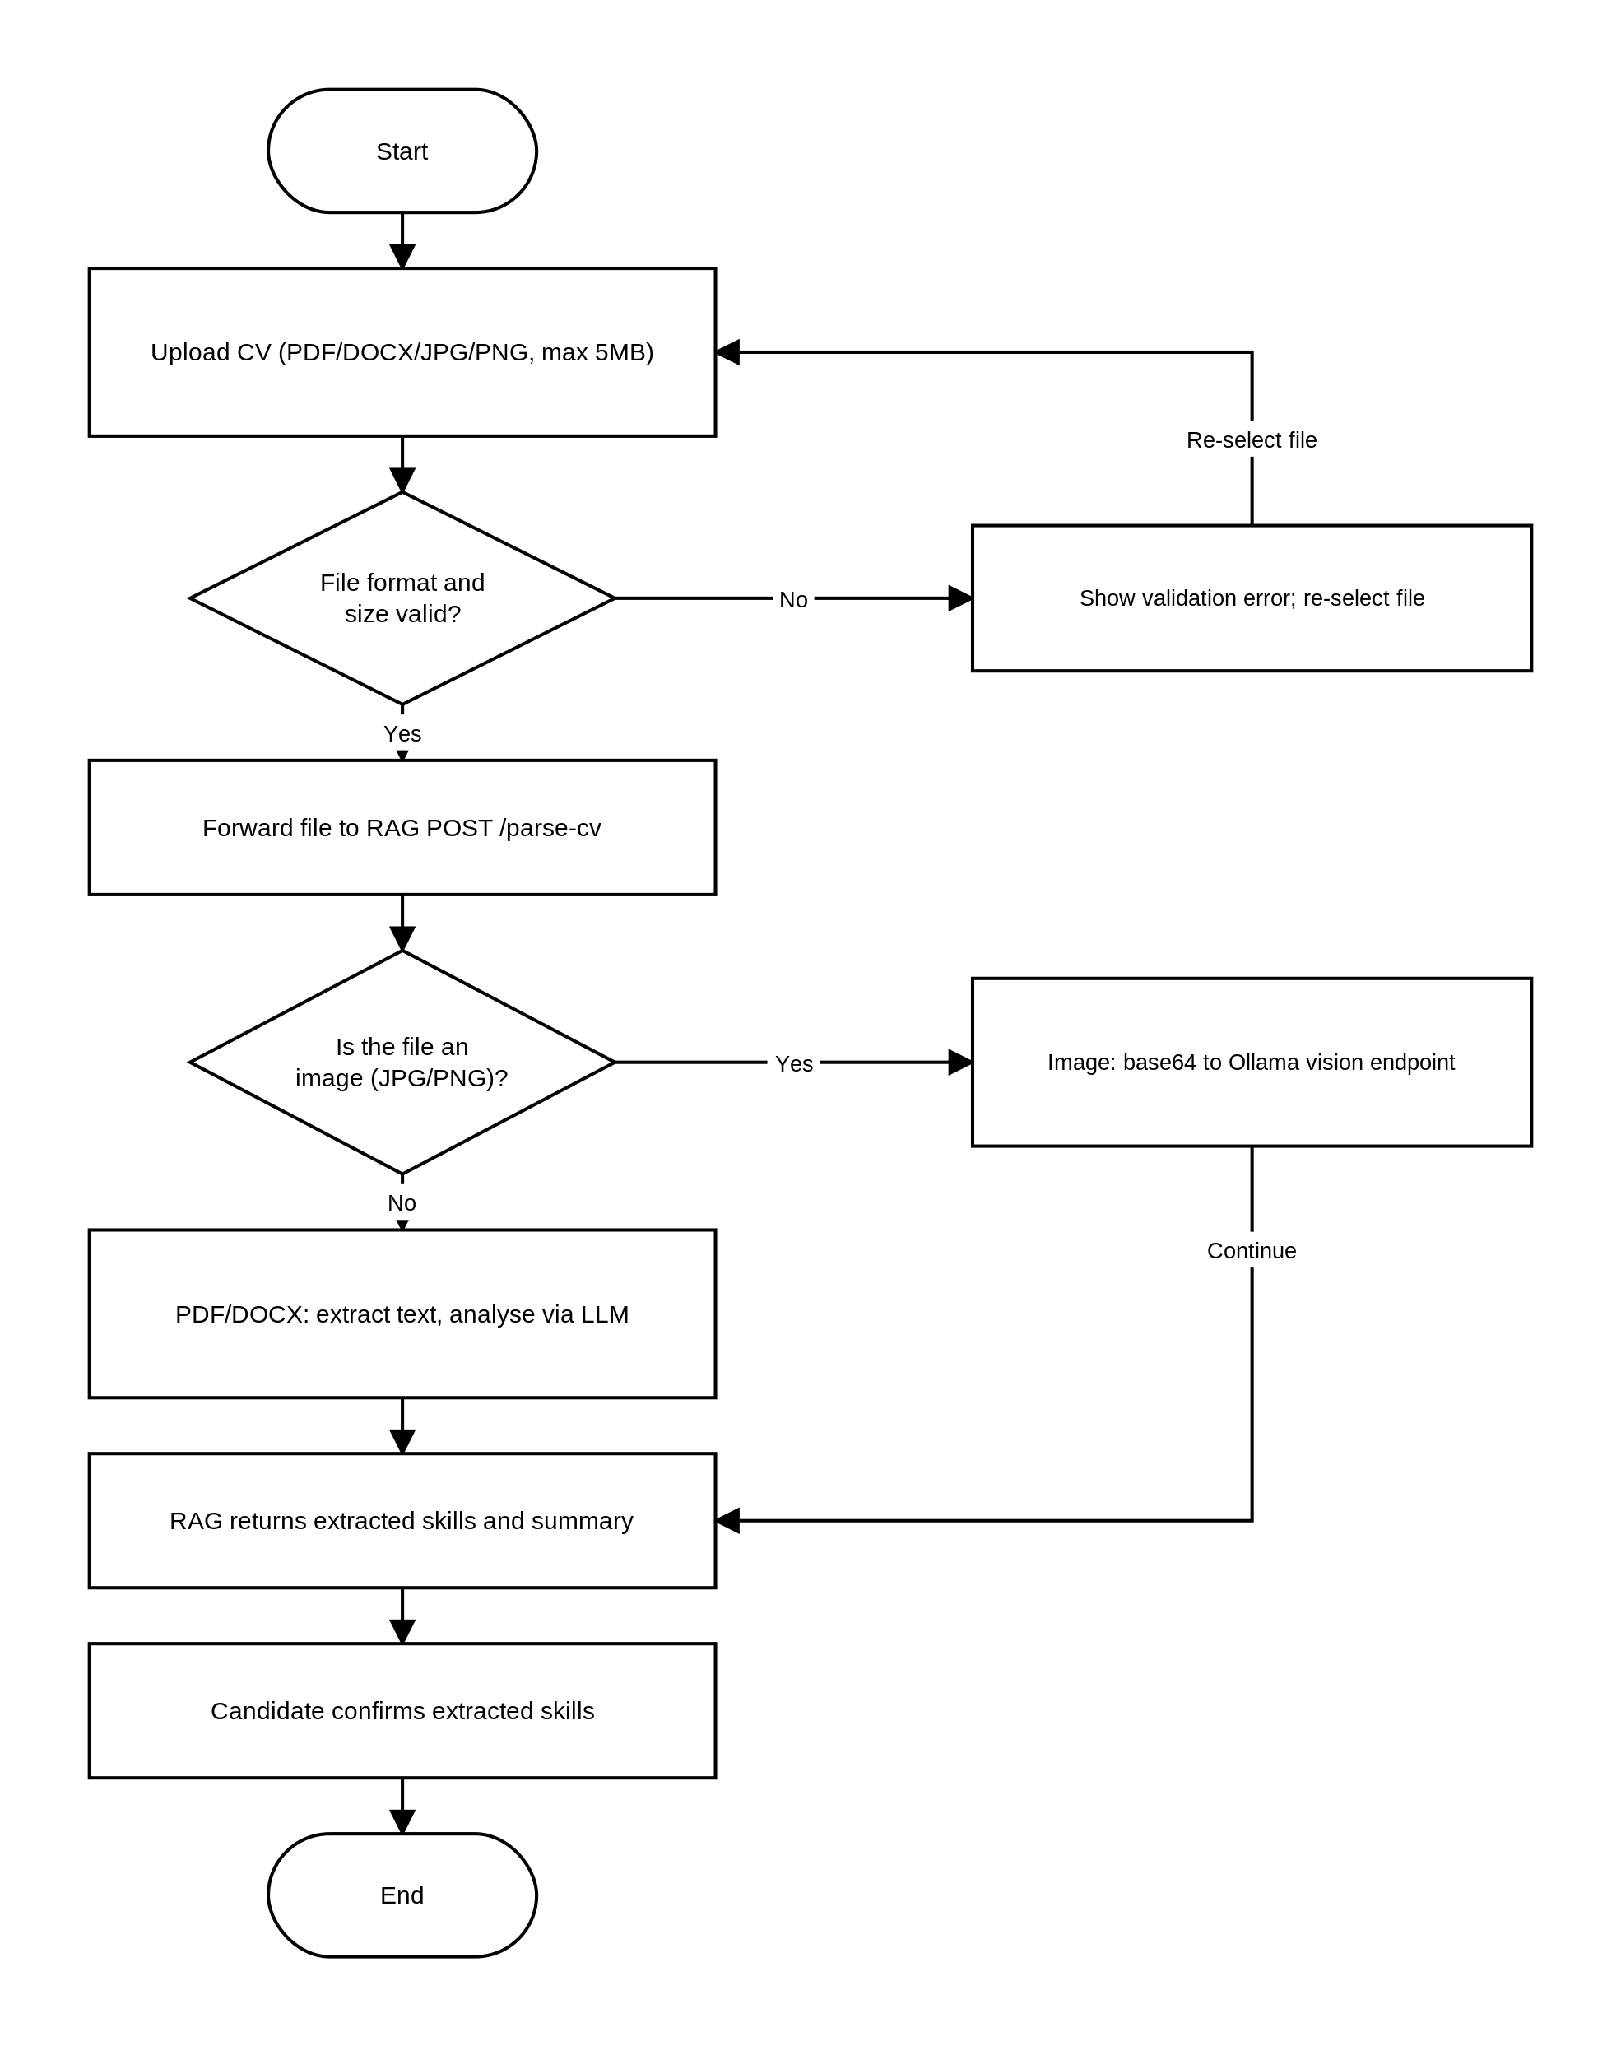 Start
Upload CV (PDF/DOCX/JPG/PNG, max 5MB)
Re-select file
File format and
size valid?
No
Show validation error; re-select file
Yes
Forward file to RAG POST /parse-cv
Is the file an
image (JPG/PNG)?
Yes
Image: base64 to Ollama vision endpoint
No
Continue
PDF/DOCX: extract text, analyse via LLM
RAG returns extracted skills and summary
Candidate confirms extracted skills
End